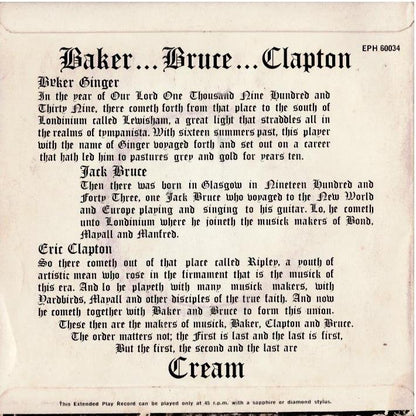 EPH 60034
Baker...Bruce...Clapton
Baker Ginger
In the year of Our Lord One Thousand Nine Hundred and
Thirty Nine, there cometh forth from that place to the south of
Londinium called Lewisham, a great light that straddles all in
the realms of tympanista. With sixteen summers past, this player
with the name of Ginger voyaged forth and set out on a career
that hath led him to pastures grey and gold for years ten.
Jack Bruce
Then there was born in Glasgow in Nineteen Hundred and
Forty Three, one Jack Bruce who voyaged to the New World
and Europe playing and singing to his guitar. Lo, he cometh
unto Londinium where he joineth the musick makers of Bond,
Mayall and Manfred.
Eric Clapton
So there cometh out of that place called Ripley, a youth of
artistic mean who rose in the firmament that is the musick of
this era. And lo he playeth with many musick makers, with
Yardbirds, Mayall and other disciples of the true faith. And now
he cometh together with Baker and Bruce to form this union.
These then are the makers of musick, Baker, Clapton and Bruce.
The order matters not; the First is last and the last is first,
But the first, the second and the last are
Cream
This Extended Play Record can be played only at 45 r.p.m. with a sapphire or diamond stylus.